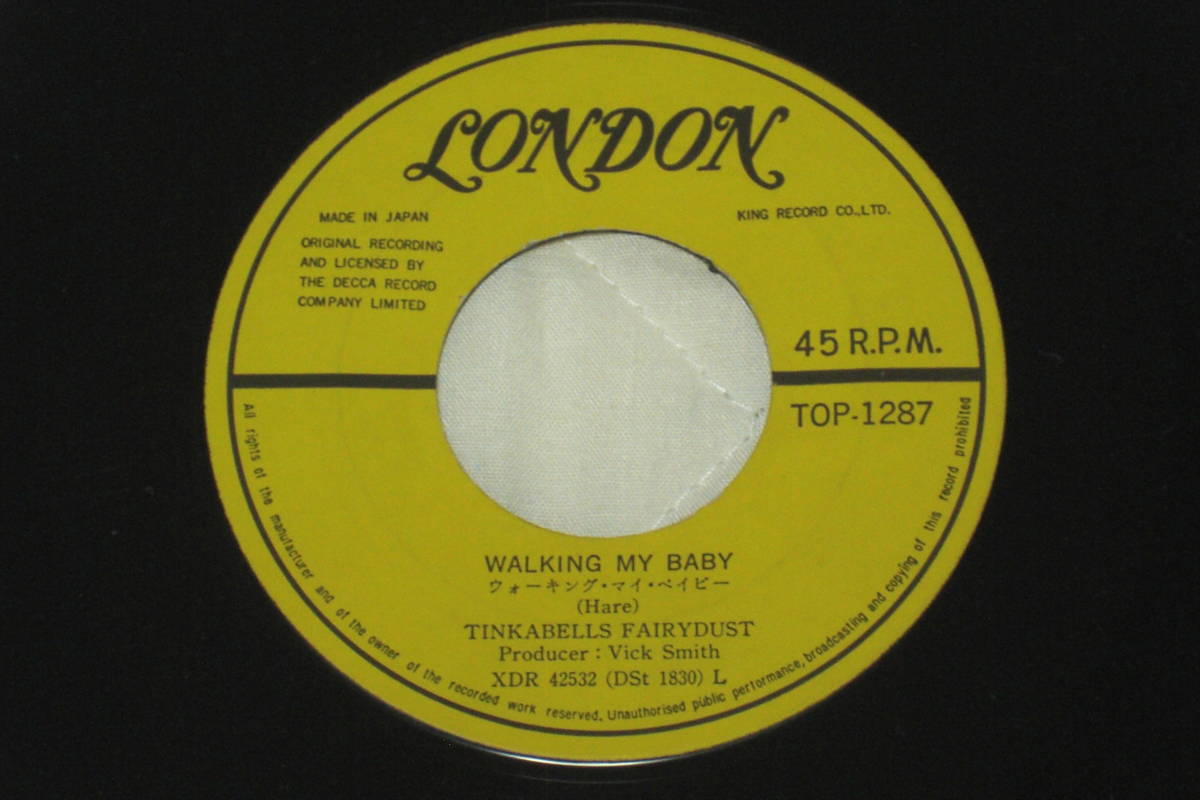 LONDON
MADE IN JAPAN
KING RECORD CO.,LTD.
ORIGINAL RECORDING
AND LICENSED BY
THE DECCA RECORD
COMPANY LIMITED
45 R.P.M.
TOP-1287
WALKING MY BABY
ウォーキング・マイ・ベイビー
(Hare)
TINKABELLS FAIRYDUST
Producer : Vick Smith
XDR 42532 (DSt 1830) L
All rights of the manufacturer and of the owner of the recorded work reserved. Unauthorised public performance, broadcasting and copying of this record prohibited